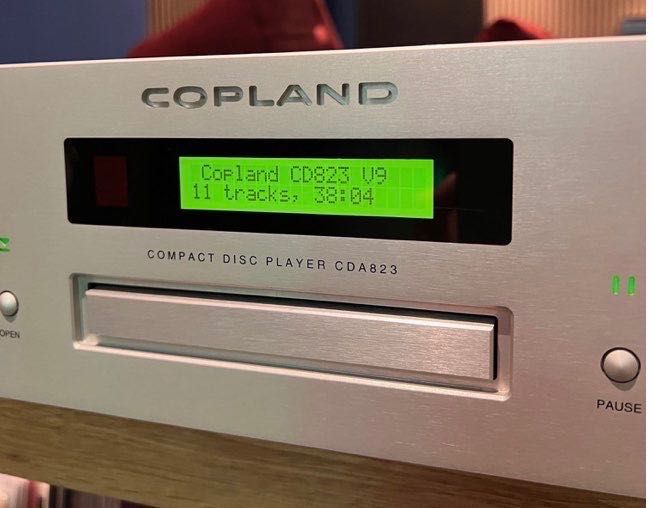 COPLAND
Copland CD823 V9
11 tracks, 38:04
COMPACT DISC PLAYER CDA823
OPEN
PAUSE